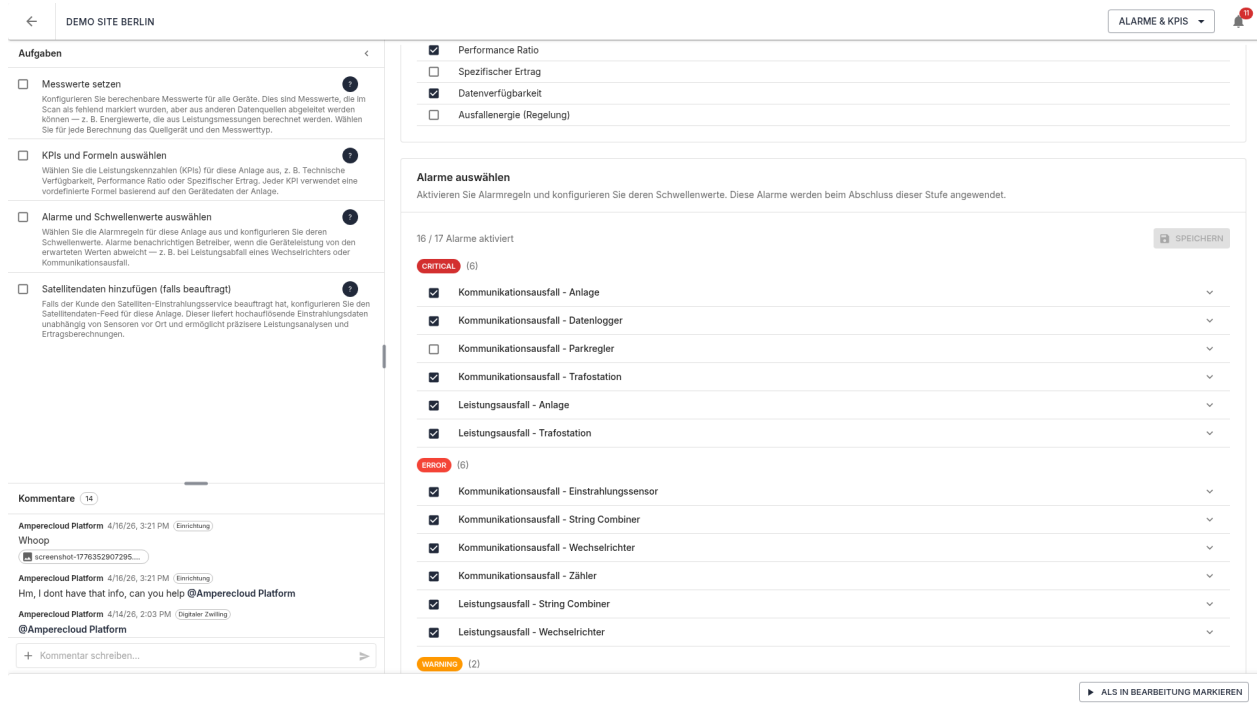 DEMO SITE BERLIN
ALARME & KPIS
11
Aufgaben
Messwerte setzen
?
Konfigurieren Sie berechenbare Messwerte für alle Geräte. Dies sind Messwerte, die im
Scan als fehlend markiert wurden, aber aus anderen Datenquellen abgeleitet werden
können — z. B. Energiewerte, die aus Leistungsmessungen berechnet werden. Wählen
Sie für jede Berechnung das Quellgerät und den Messwerttyp.
KPIs und Formeln auswählen
?
Wählen Sie die Leistungskennzahlen (KPIs) für diese Anlage aus, z. B. Technische
Verfügbarkeit, Performance Ratio oder Spezifischer Ertrag. Jeder KPI verwendet eine
vordefinierte Formel basierend auf den Gerätedaten der Anlage.
Alarme und Schwellenwerte auswählen
?
Wählen Sie die Alarmregeln für diese Anlage aus und konfigurieren Sie deren
Schwellenwerte. Alarme benachrichtigen Betreiber, wenn die Geräteleistung von den
erwarteten Werten abweicht — z. B. bei Leistungsabfall eines Wechselrichters oder
Kommunikationsausfall.
Satellitendaten hinzufügen (falls beauftragt)
?
Falls der Kunde den Satelliten-Einstrahlungsservice beauftragt hat, konfigurieren Sie den
Satellitendaten-Feed für diese Anlage. Dieser liefert hochauflösende Einstrahlungsdaten
unabhängig von Sensoren vor Ort und ermöglicht präzisere Leistungsanalysen und
Ertragsberechnungen.
Kommentare 14
Amperecloud Platform 4/16/26, 3:21 PM Einrichtung
Whoop
screenshot-1776352907295....
Amperecloud Platform 4/16/26, 3:21 PM Einrichtung
Hm, I dont have that info, can you help @Amperecloud Platform
Amperecloud Platform 4/14/26, 2:03 PM Digitaler Zwilling
@Amperecloud Platform
Kommentar schreiben...
Performance Ratio
Spezifischer Ertrag
Datenverfügbarkeit
Ausfallenergie (Regelung)
Alarme auswählen
Aktivieren Sie Alarmregeln und konfigurieren Sie deren Schwellenwerte. Diese Alarme werden beim Abschluss dieser Stufe angewendet.
16 / 17 Alarme aktiviert
SPEICHERN
CRITICAL (6)
Kommunikationsausfall - Anlage
Kommunikationsausfall - Datenlogger
Kommunikationsausfall - Parkregler
Kommunikationsausfall - Trafostation
Leistungsausfall - Anlage
Leistungsausfall - Trafostation
ERROR (6)
Kommunikationsausfall - Einstrahlungssensor
Kommunikationsausfall - String Combiner
Kommunikationsausfall - Wechselrichter
Kommunikationsausfall - Zähler
Leistungsausfall - String Combiner
Leistungsausfall - Wechselrichter
WARNING (2)
ALS IN BEARBEITUNG MARKIEREN